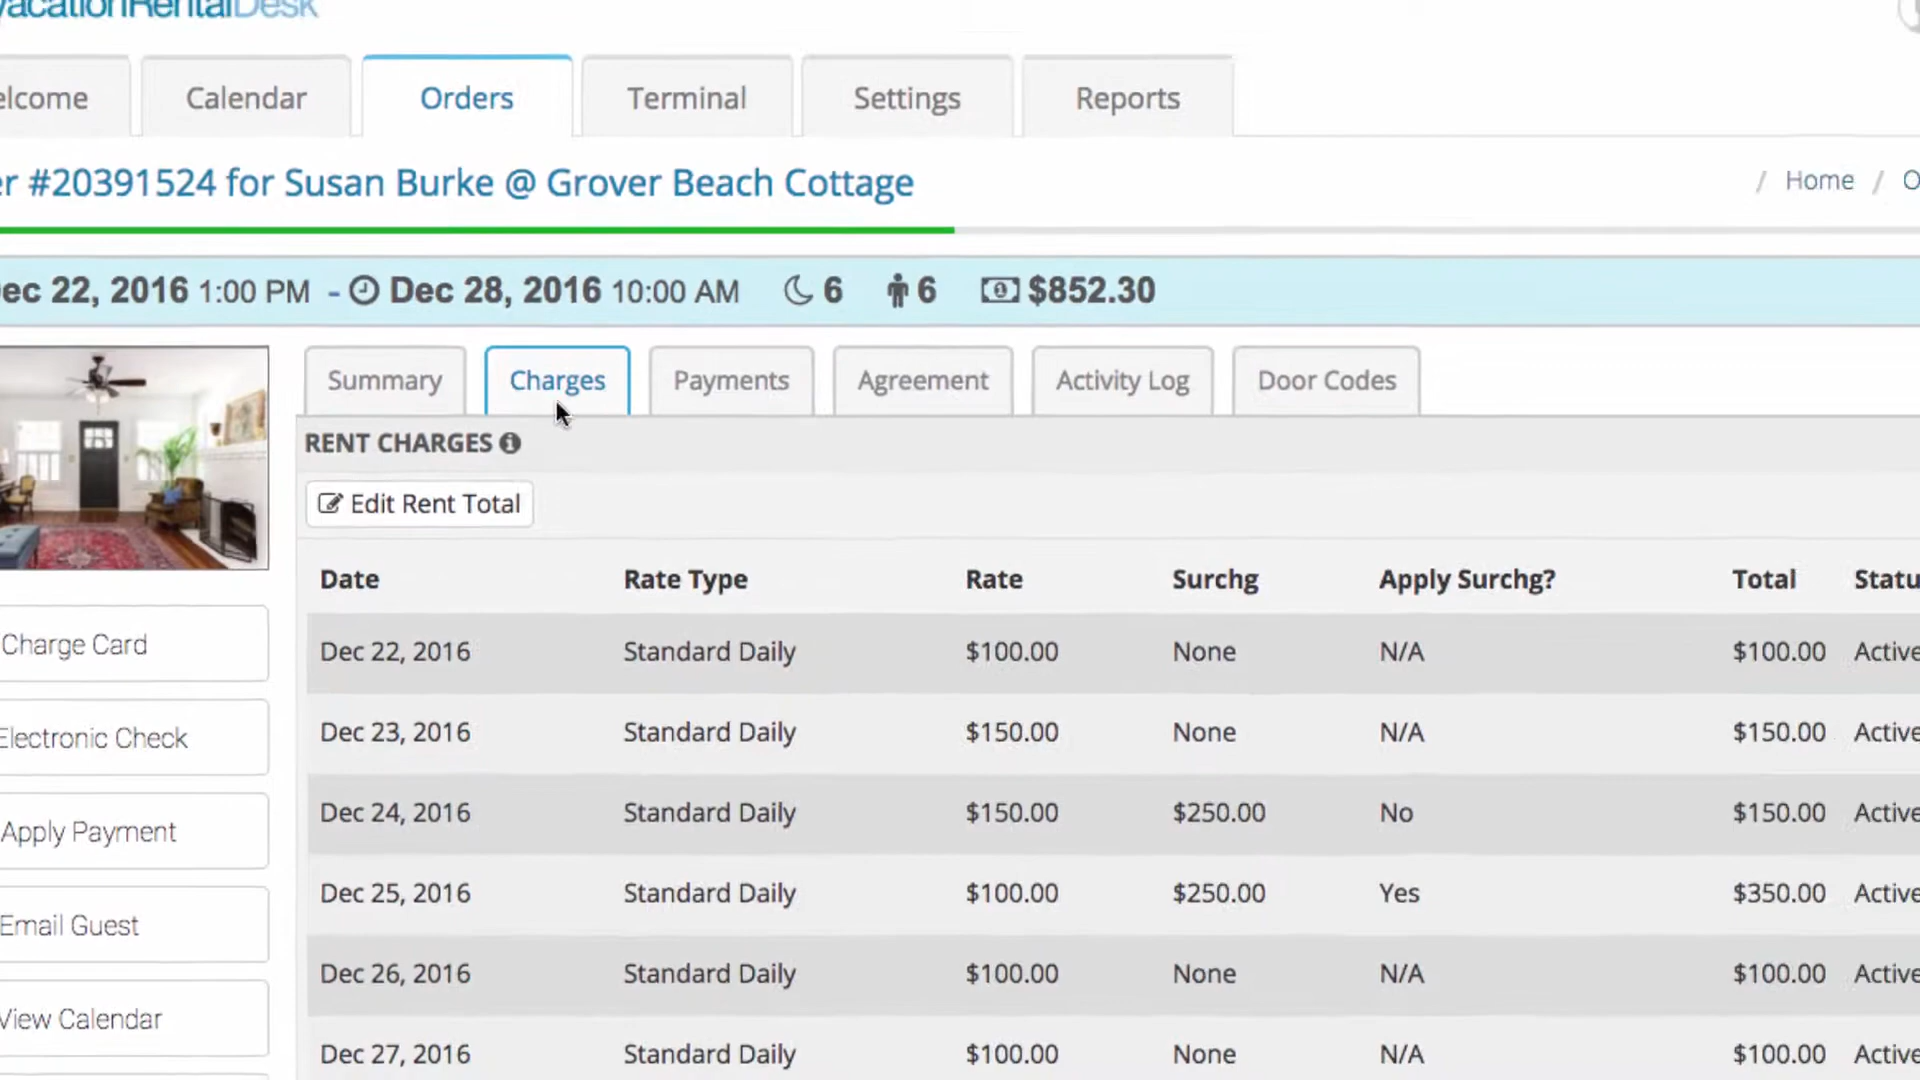 VacationRentalDesk
elcome Calendar Orders Terminal Settings Reports
er #20391524 for Susan Burke @ Grover Beach Cottage / Home / O
ec 22, 2016 1:00 PM - Dec 28, 2016 10:00 AM 6 6 $852.30
Summary Charges Payments Agreement Activity Log Door Codes
RENT CHARGES
Edit Rent Total
Date Rate Type Rate Surchg Apply Surchg? Total Statu
Dec 22, 2016 Standard Daily $100.00 None N/A $100.00 Active
Dec 23, 2016 Standard Daily $150.00 None N/A $150.00 Active
Dec 24, 2016 Standard Daily $150.00 $250.00 No $150.00 Active
Dec 25, 2016 Standard Daily $100.00 $250.00 Yes $350.00 Active
Dec 26, 2016 Standard Daily $100.00 None N/A $100.00 Active
Dec 27, 2016 Standard Daily $100.00 None N/A $100.00 Active
Charge Card
Electronic Check
Apply Payment
Email Guest
View Calendar